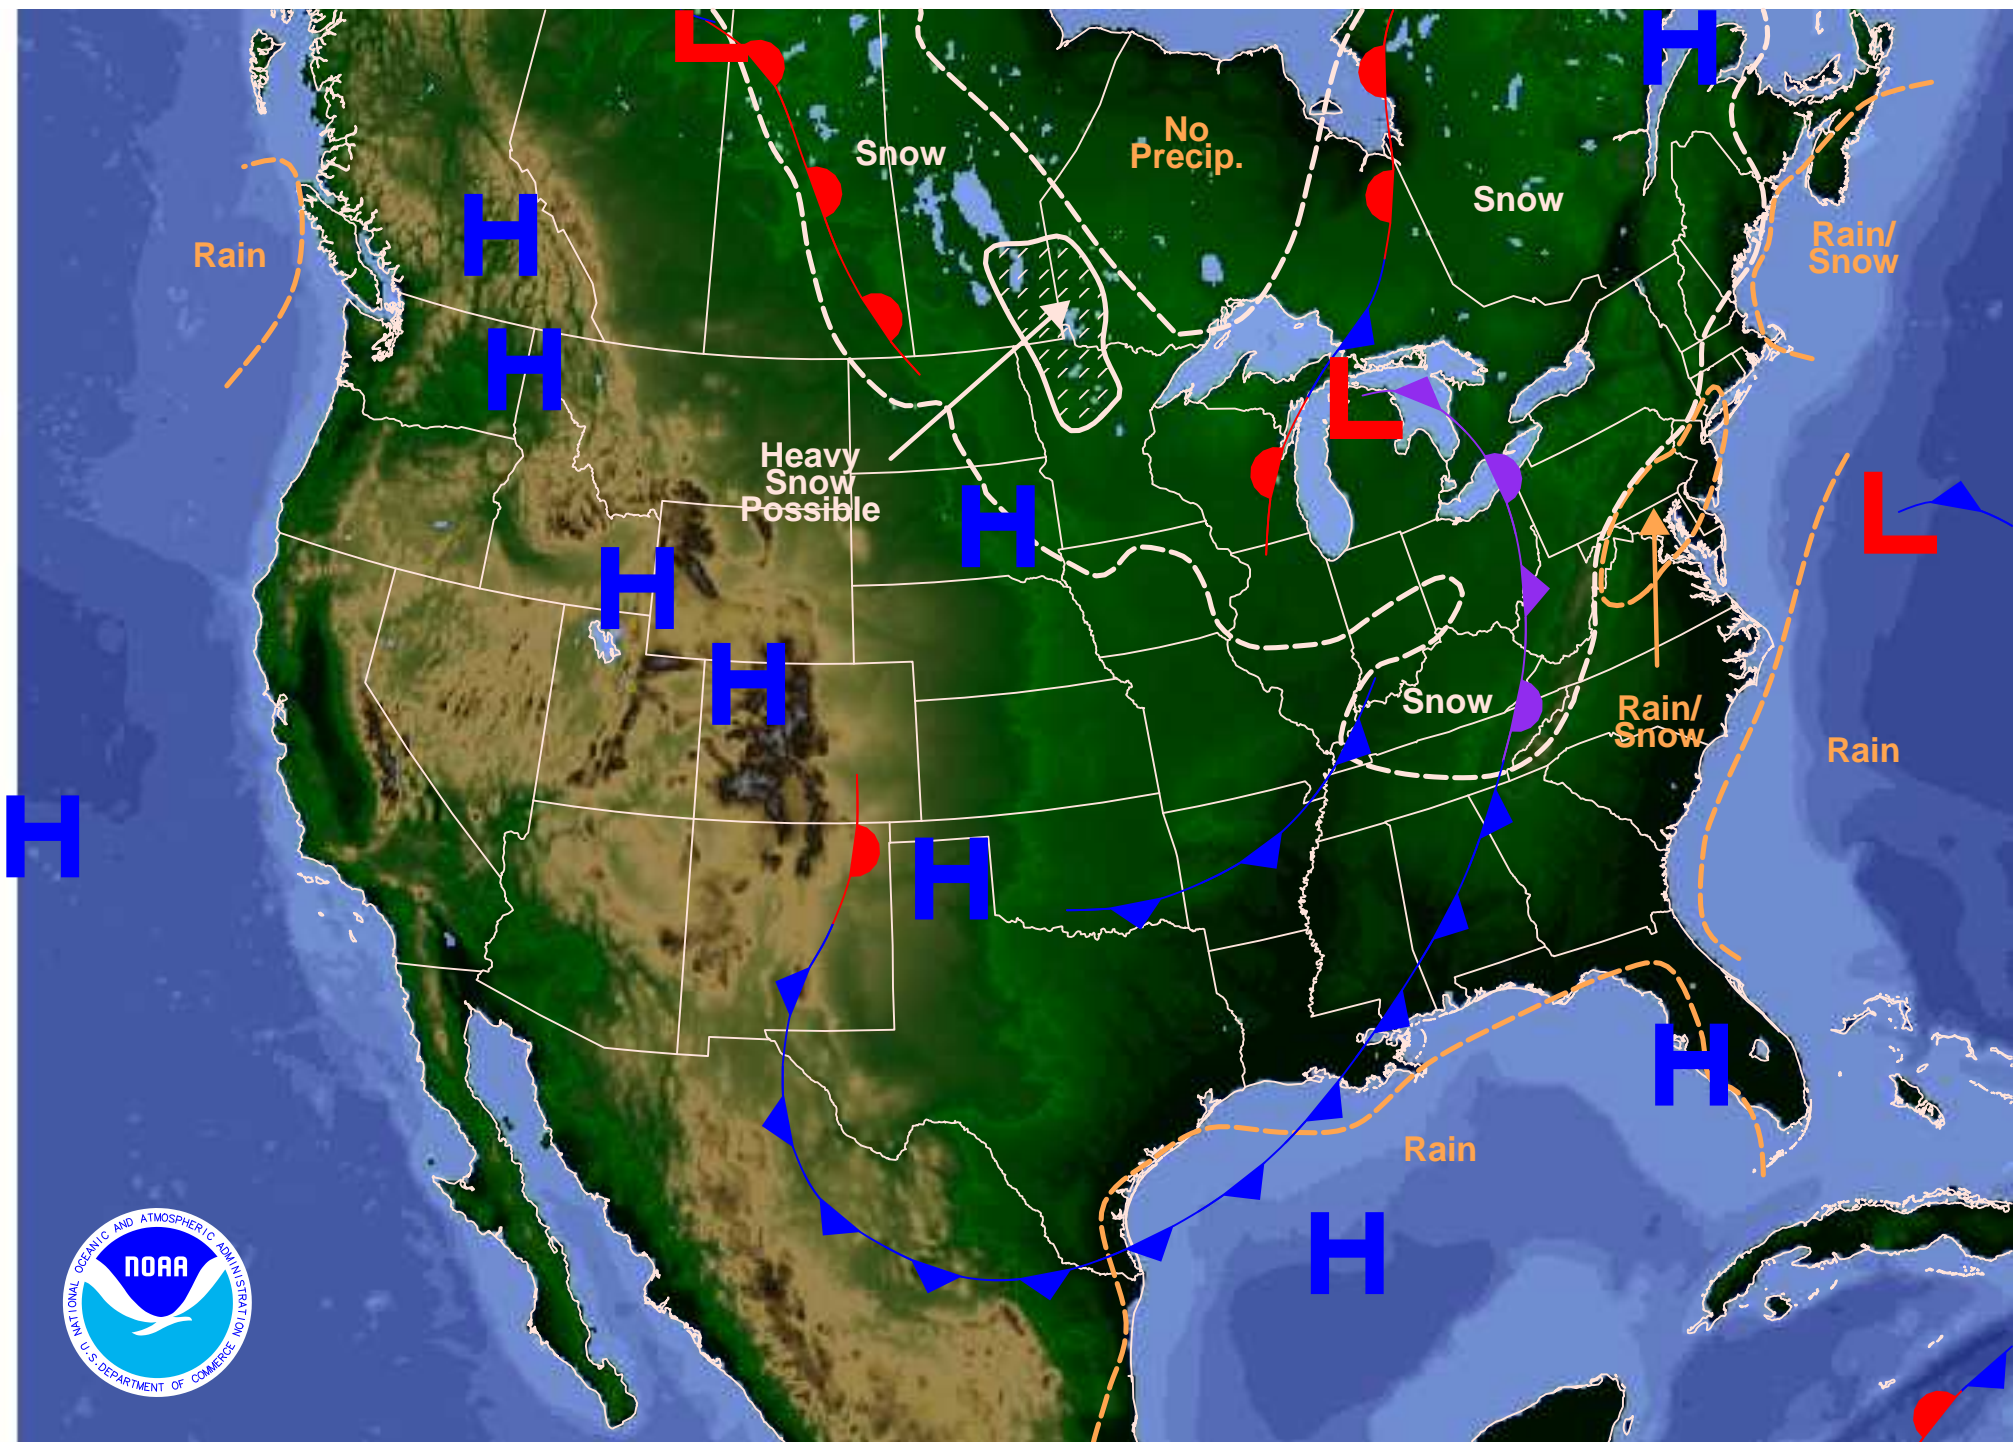 L
H
No
Precip.
Snow
Snow
H
Rain
Rain/
Snow
H
L
Heavy
Snow
Possible
H
L
H
H
Snow
Rain/
Snow
Rain
H
H
H
Rain
H
NATIONAL OCEANIC AND ATMOSPHERIC ADMINISTRATION
NOAA
U.S. DEPARTMENT OF COMMERCE